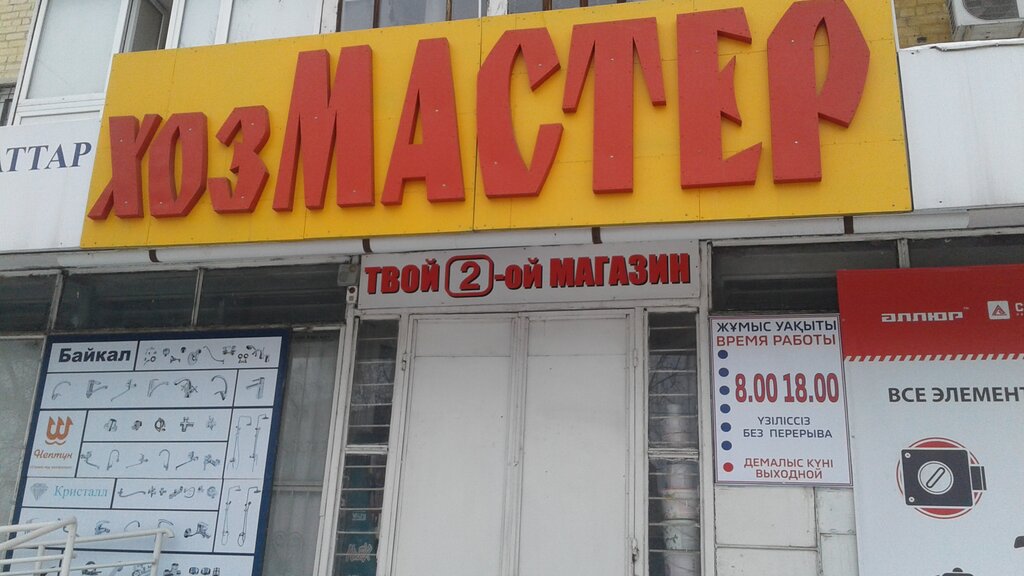 хозМАСТЕР
АТТАР
ТВОЙ 2-ОЙ МАГАЗИН
Байкал
Нептун
Кристалл
ЖҰМЫС УАҚЫТЫ
ВРЕМЯ РАБОТЫ
8.00 18.00
ҮЗІЛІССІЗ
БЕЗ ПЕРЕРЫВА
ДЕМАЛЫС КҮНІ
ВЫХОДНОЙ
аллюр
ВСЕ ЭЛЕМЕНТ